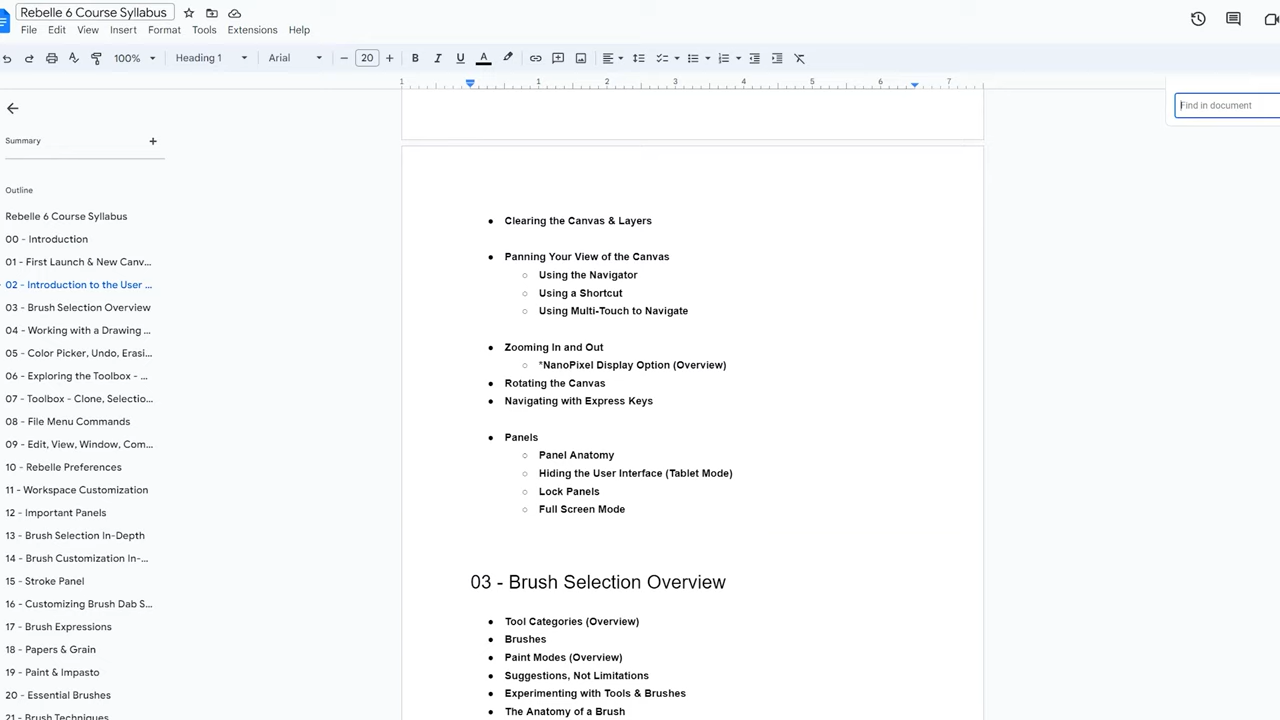 Rebelle 6 Course Syllabus
File Edit View Insert Format Tools Extensions Help
100% Heading 1 Arial 20
1 1 2 3 4 5 6 7
Find in document
Summary
Outline
Rebelle 6 Course Syllabus
00 - Introduction
01 - First Launch & New Canv...
02 - Introduction to the User ...
03 - Brush Selection Overview
04 - Working with a Drawing ...
05 - Color Picker, Undo, Erasi...
06 - Exploring the Toolbox - ...
07 - Toolbox - Clone, Selectio...
08 - File Menu Commands
09 - Edit, View, Window, Com...
10 - Rebelle Preferences
11 - Workspace Customization
12 - Important Panels
13 - Brush Selection In-Depth
14 - Brush Customization In-...
15 - Stroke Panel
16 - Customizing Brush Dab S...
17 - Brush Expressions
18 - Papers & Grain
19 - Paint & Impasto
20 - Essential Brushes
21 - Brush Techniques
Clearing the Canvas & Layers
Panning Your View of the Canvas
Using the Navigator
Using a Shortcut
Using Multi-Touch to Navigate
Zooming In and Out
*NanoPixel Display Option (Overview)
Rotating the Canvas
Navigating with Express Keys
Panels
Panel Anatomy
Hiding the User Interface (Tablet Mode)
Lock Panels
Full Screen Mode
03 - Brush Selection Overview
Tool Categories (Overview)
Brushes
Paint Modes (Overview)
Suggestions, Not Limitations
Experimenting with Tools & Brushes
The Anatomy of a Brush